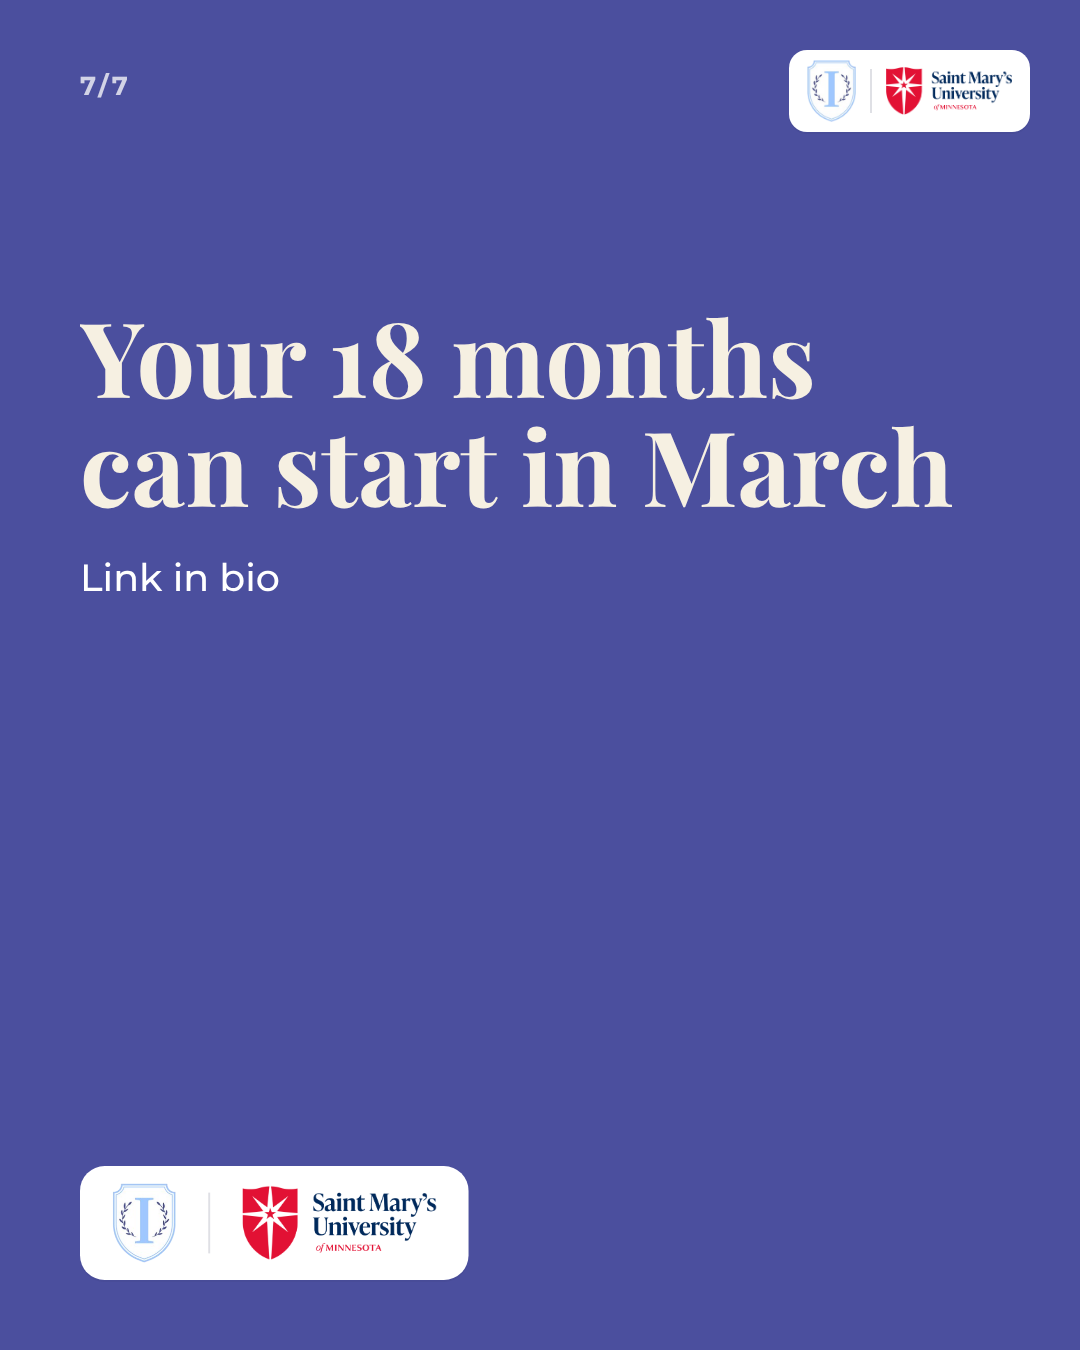 7/7
I
Saint Mary's
University
of MINNESOTA
Your 18 months
can start in March
Link in bio
I
Saint Mary's
University
of MINNESOTA